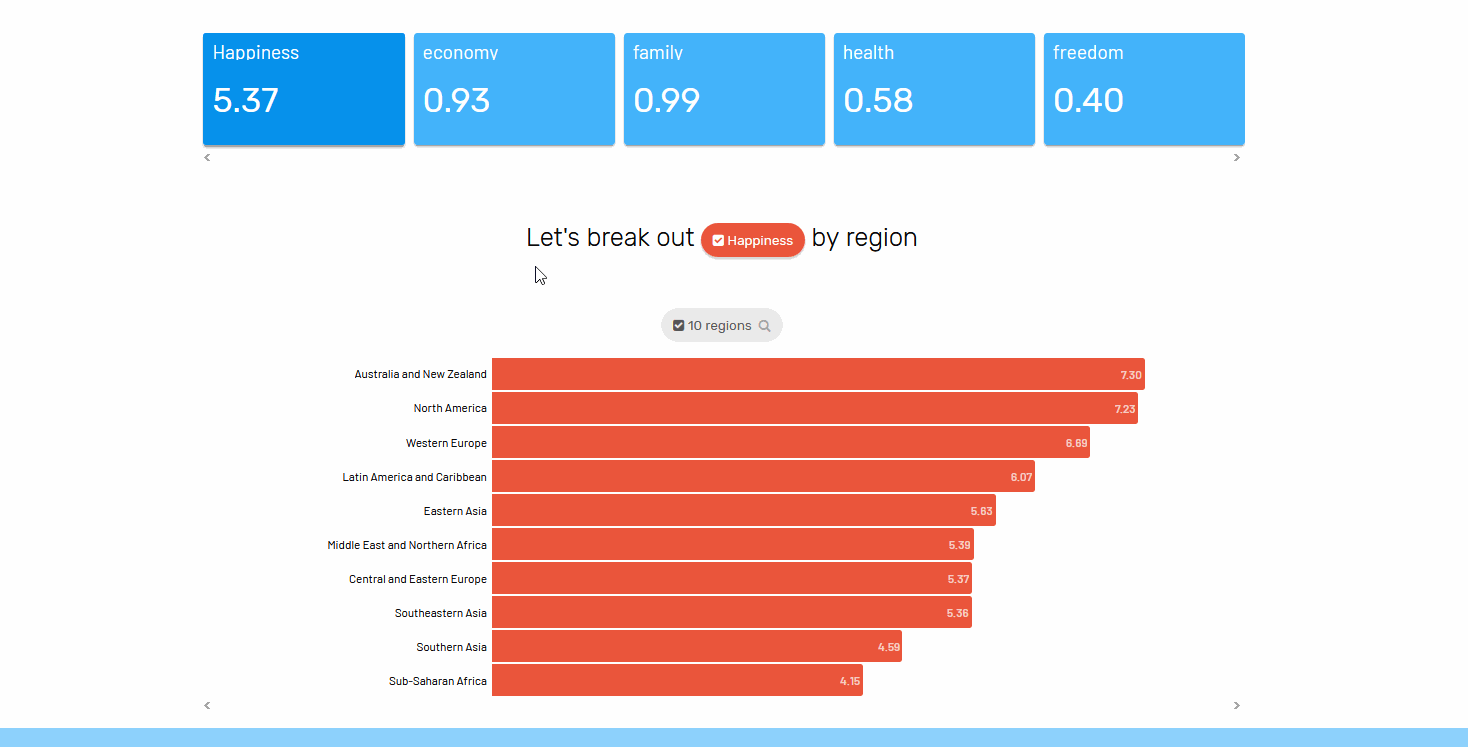 Happiness economy family health freedom
5.37 0.93 0.99 0.58 0.40
Let's break out Happiness by region
10 regions
Australia and New Zealand 7.30
North America 7.23
Western Europe 6.69
Latin America and Caribbean 6.07
Eastern Asia 5.63
Middle East and Northern Africa 5.39
Central and Eastern Europe 5.37
Southeastern Asia 5.36
Southern Asia 4.59
Sub-Saharan Africa 4.15